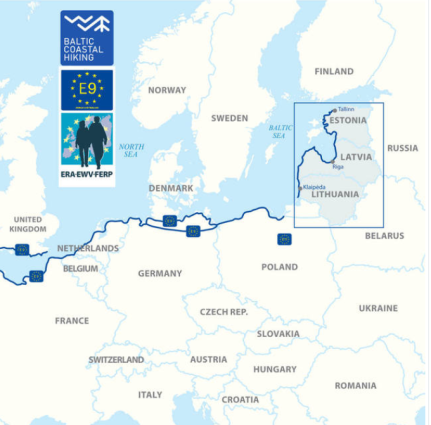 BALTIC
COASTAL
HIKING
E9
ERA-EWV-FERP
NORWAY
SWEDEN
FINLAND
NORTH
SEA
BALTIC
SEA
Tallinn
ESTONIA
RUSSIA
LATVIA
Riga
Klaipėda
LITHUANIA
DENMARK
UNITED
KINGDOM
NETHERLANDS
BELGIUM
GERMANY
POLAND
BELARUS
FRANCE
CZECH REP.
UKRAINE
SLOVAKIA
SWITZERLAND
AUSTRIA
HUNGARY
ITALY
CROATIA
ROMANIA